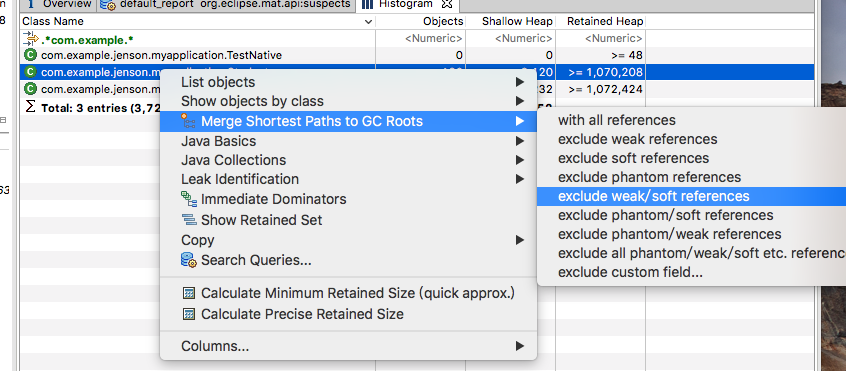 8
i Overview default_report org.eclipse.mat.api:suspects Histogram
Class Name Objects Shallow Heap Retained Heap
.*com.example.* <Numeric> <Numeric> <Numeric>
com.example.jenson.myapplication.TestNative 0 0 >= 48
com.example.jenson.my 120 >= 1,070,208
com.example.jenson.m 32 >= 1,072,424
Σ Total: 3 entries (3,72
63
List objects
Show objects by class
Merge Shortest Paths to GC Roots
Java Basics
Java Collections
Leak Identification
Immediate Dominators
Show Retained Set
Copy
Search Queries...
Calculate Minimum Retained Size (quick approx.)
Calculate Precise Retained Size
Columns...
with all references
exclude weak references
exclude soft references
exclude phantom references
exclude weak/soft references
exclude phantom/soft references
exclude phantom/weak references
exclude all phantom/weak/soft etc. referenc
exclude custom field...